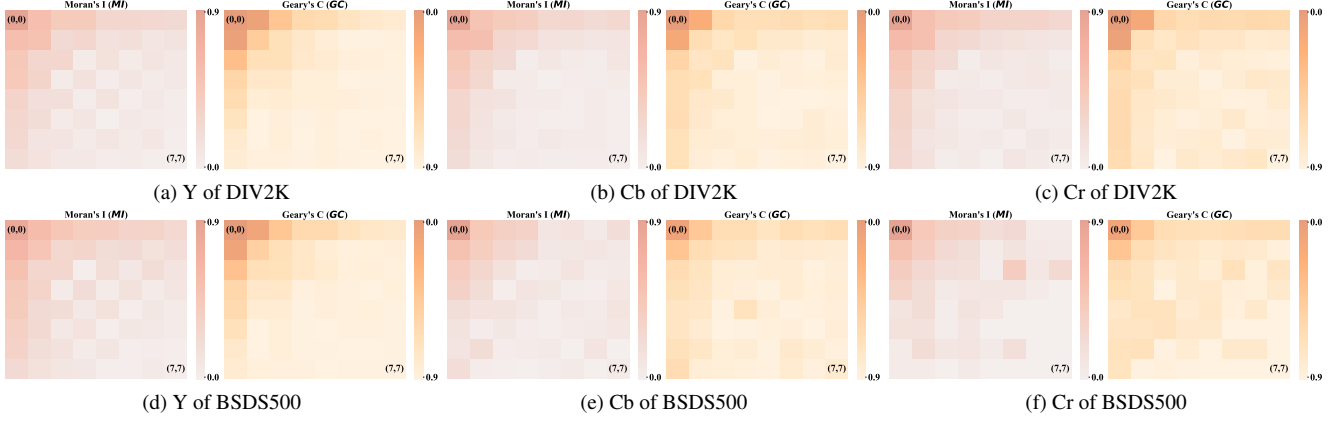 Moran's I (MI) Geary's C (GC) Moran's I (MI) Geary's C (GC) Moran's I (MI) Geary's C (GC)
(0,0) 0.9 (0,0) 0.0 (0,0) 0.9 (0,0) 0.0 (0,0) 0.9 (0,0) 0.0
(7,7) 0.0 (7,7) 0.9 (7,7) 0.0 (7,7) 0.9 (7,7) 0.0 (7,7) 0.9
(a) Y of DIV2K (b) Cb of DIV2K (c) Cr of DIV2K
Moran's I (MI) Geary's C (GC) Moran's I (MI) Geary's C (GC) Moran's I (MI) Geary's C (GC)
(0,0) 0.9 (0,0) 0.0 (0,0) 0.9 (0,0) 0.0 (0,0) 0.9 (0,0) 0.0
(7,7) 0.0 (7,7) 0.9 (7,7) 0.0 (7,7) 0.9 (7,7) 0.0 (7,7) 0.9
(d) Y of BSDS500 (e) Cb of BSDS500 (f) Cr of BSDS500